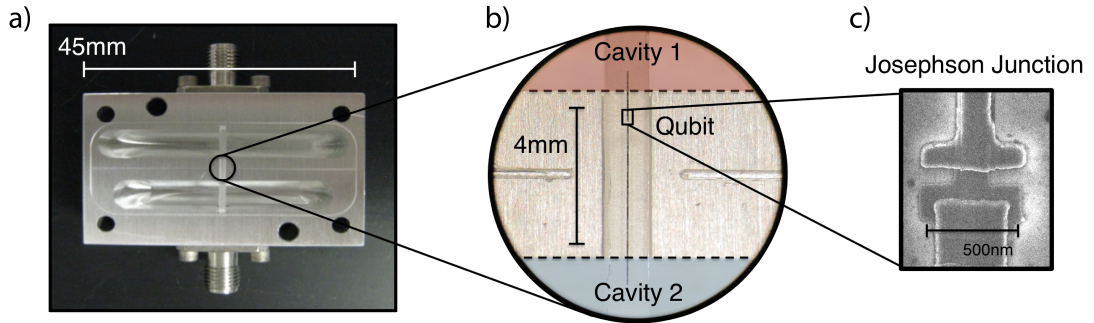 a)
45mm
b)
Cavity 1
4mm
Qubit
Cavity 2
c)
Josephson Junction
500nm